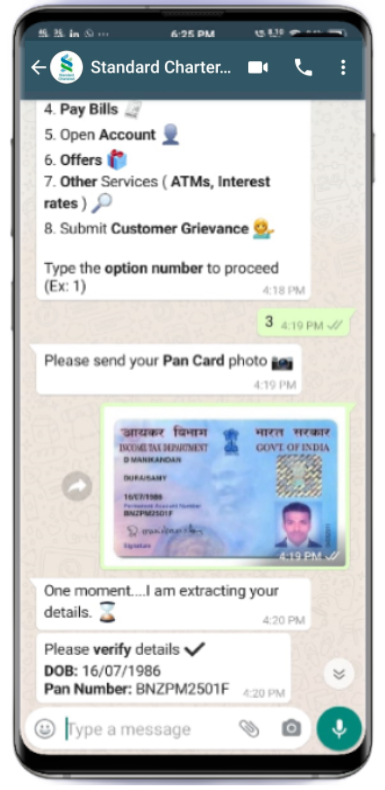 in
6:25 PM
Standard Charter...
4. Pay Bills
5. Open Account
6. Offers
7. Other Services ( ATMs, Interest
rates )
8. Submit Customer Grievance
Type the option number to proceed
(Ex: 1)
4:18 PM
3 4:19 PM
Please send your Pan Card photo
4:19 PM
आयकर विभाग
भारत सरकार
INCOME TAX DEPARTMENT
GOVT. OF INDIA
D MANIKANDAN
DURAISAMY
16/07/1986
Permanent Account Number
BNZPM2501F
Signature
4:19 PM
One moment....I am extracting your
details.
4:20 PM
Please verify details
DOB: 16/07/1986
Pan Number: BNZPM2501F 4:20 PM
Type a message